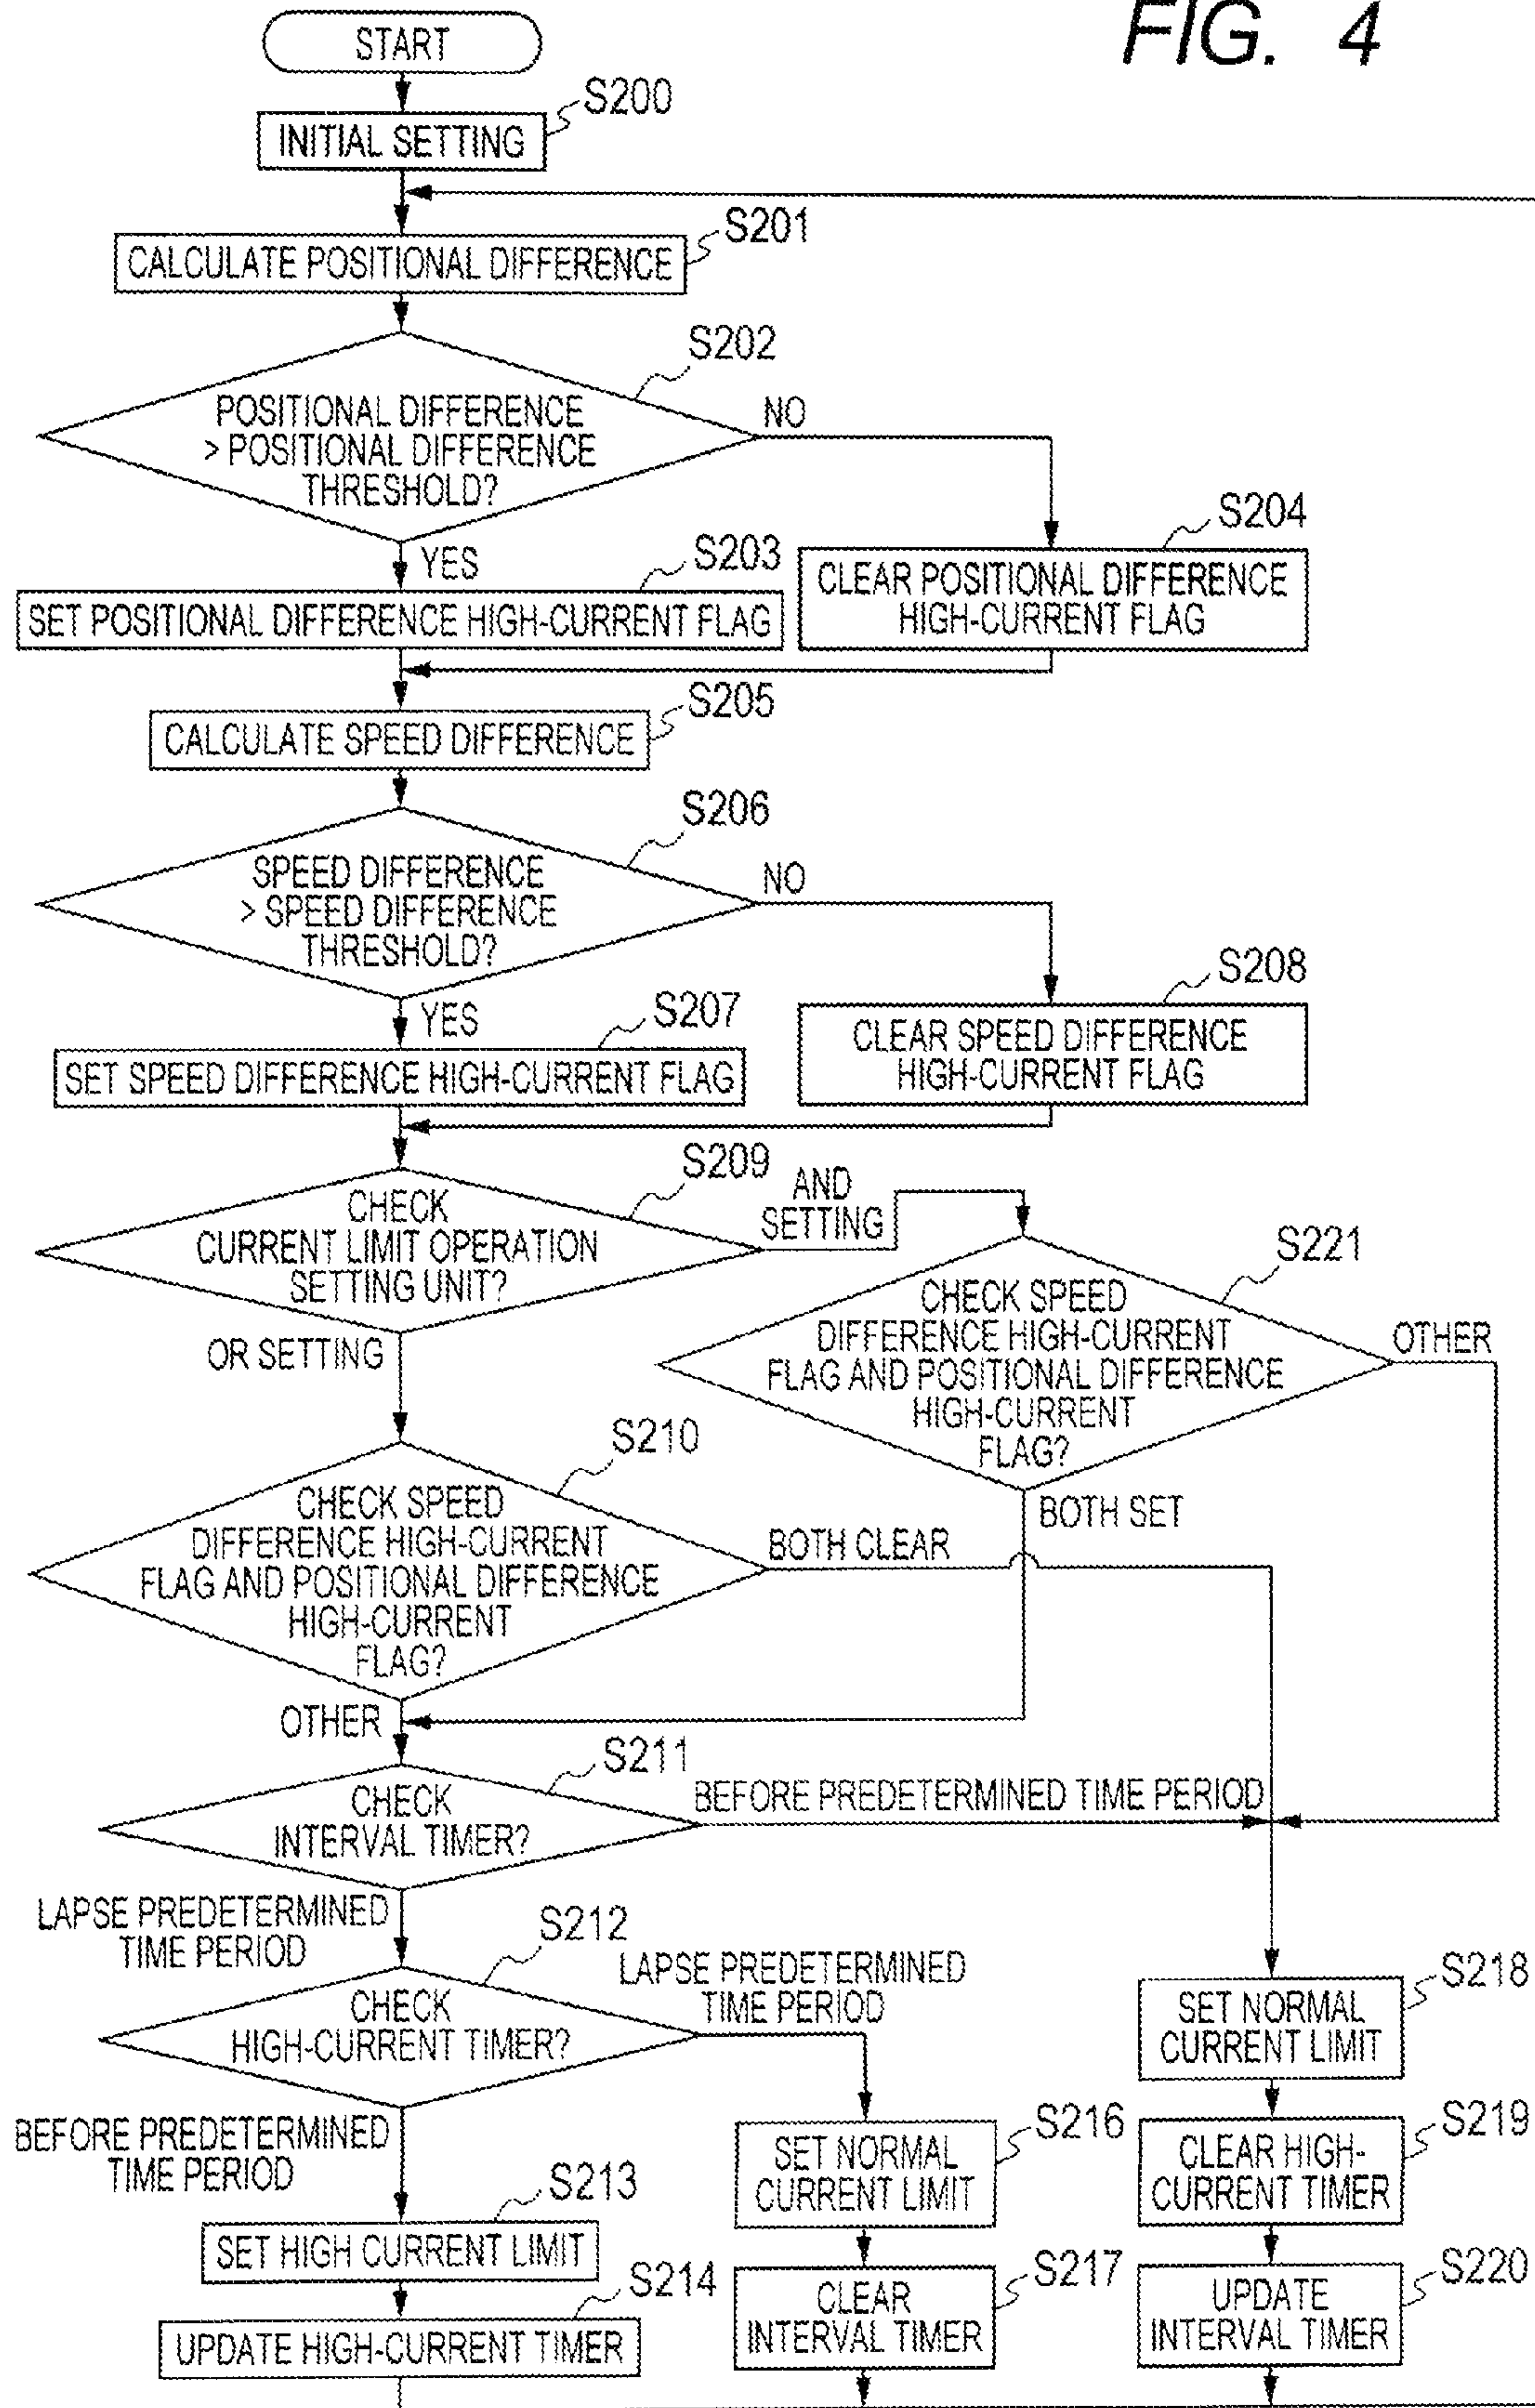 FIG. 4
START
S200
INITIAL SETTING
S201
CALCULATE POSITIONAL DIFFERENCE
S202
POSITIONAL DIFFERENCE
> POSITIONAL DIFFERENCE
THRESHOLD?
NO
YES
S203
SET POSITIONAL DIFFERENCE HIGH-CURRENT FLAG
S204
CLEAR POSITIONAL DIFFERENCE
HIGH-CURRENT FLAG
S205
CALCULATE SPEED DIFFERENCE
S206
SPEED DIFFERENCE
> SPEED DIFFERENCE
THRESHOLD?
NO
YES
S207
SET SPEED DIFFERENCE HIGH-CURRENT FLAG
S208
CLEAR SPEED DIFFERENCE
HIGH-CURRENT FLAG
S209
CHECK
CURRENT LIMIT OPERATION
SETTING UNIT?
AND
SETTING
OR SETTING
S221
CHECK SPEED
DIFFERENCE HIGH-CURRENT
FLAG AND POSITIONAL DIFFERENCE
HIGH-CURRENT
FLAG?
OTHER
BOTH SET
S210
CHECK SPEED
DIFFERENCE HIGH-CURRENT
FLAG AND POSITIONAL DIFFERENCE
HIGH-CURRENT
FLAG?
BOTH CLEAR
OTHER
S211
CHECK
INTERVAL TIMER?
BEFORE PREDETERMINED TIME PERIOD
LAPSE PREDETERMINED
TIME PERIOD
S212
CHECK
HIGH-CURRENT TIMER?
LAPSE PREDETERMINED
TIME PERIOD
BEFORE PREDETERMINED
TIME PERIOD
S213
SET HIGH CURRENT LIMIT
S214
UPDATE HIGH-CURRENT TIMER
S216
SET NORMAL
CURRENT LIMIT
S217
CLEAR
INTERVAL TIMER
S218
SET NORMAL
CURRENT LIMIT
S219
CLEAR HIGH-
CURRENT TIMER
S220
UPDATE
INTERVAL TIMER